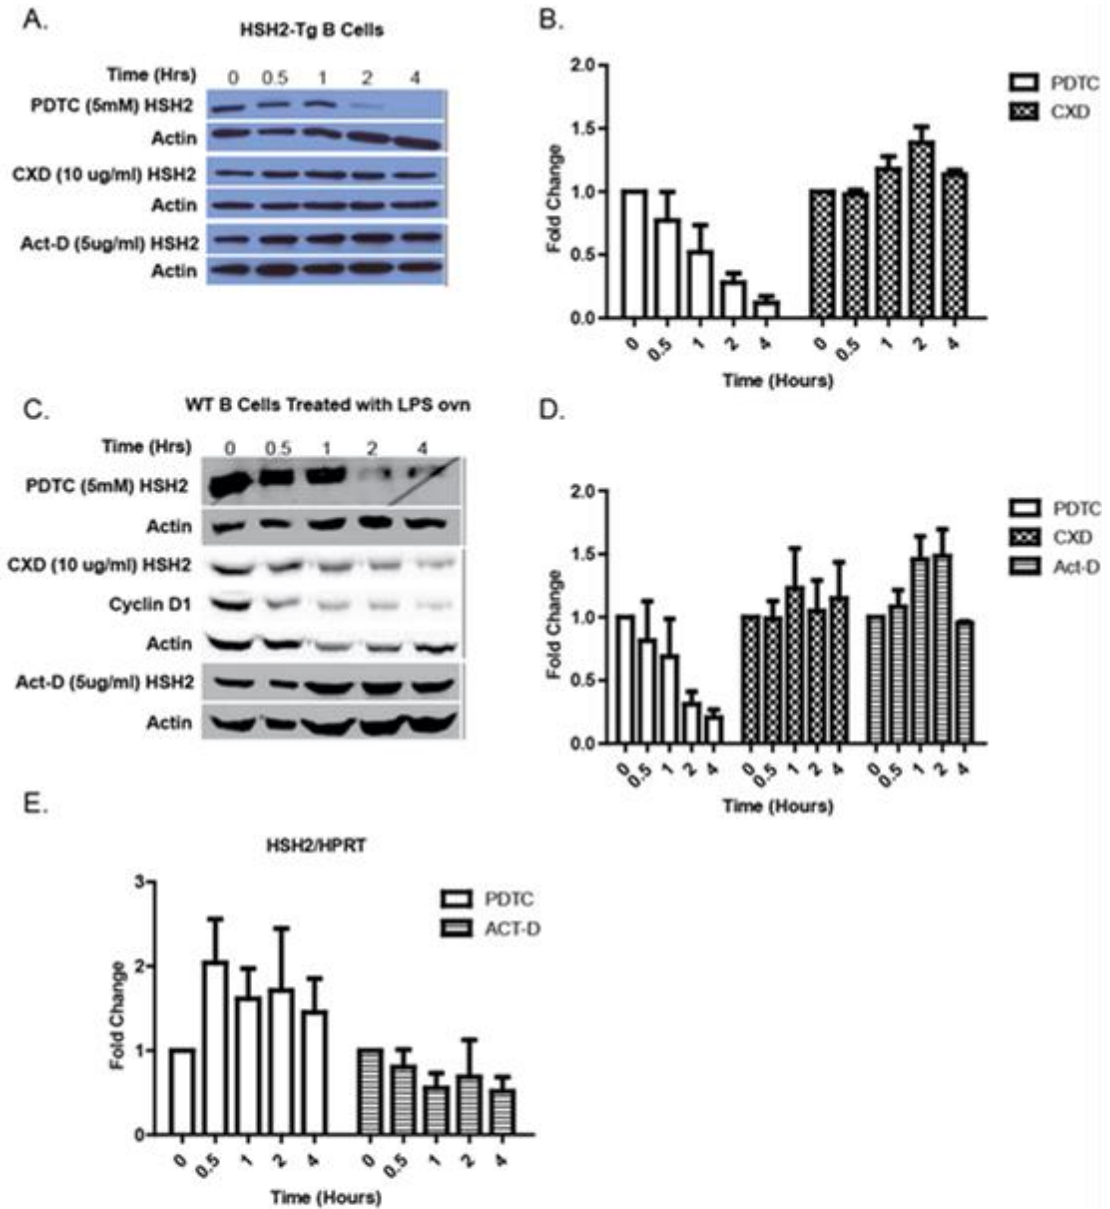 A.
HSH2-Tg B Cells
Time (Hrs) 0 0.5 1 2 4
PDTC (5mM) HSH2
Actin
CXD (10 ug/ml) HSH2
Actin
Act-D (5ug/ml) HSH2
Actin
B.
2.0
1.5
1.0
0.5
0.0
Fold Change
0 0.5 1 2 4 0 0.5 1 2 4
Time (Hours)
PDTC
CXD
C.
WT B Cells Treated with LPS ovn
Time (Hrs) 0 0.5 1 2 4
PDTC (5mM) HSH2
Actin
CXD (10 ug/ml) HSH2
Cyclin D1
Actin
Act-D (5ug/ml) HSH2
Actin
D.
2.0
1.5
1.0
0.5
0.0
Fold Change
0 0.5 1 2 4 0 0.5 1 2 4 0 0.5 1 2 4
Time (Hours)
PDTC
CXD
Act-D
E.
HSH2/HPRT
3
2
1
0
Fold Change
0 0.5 1 2 4 0 0.5 1 2 4
Time (Hours)
PDTC
ACT-D